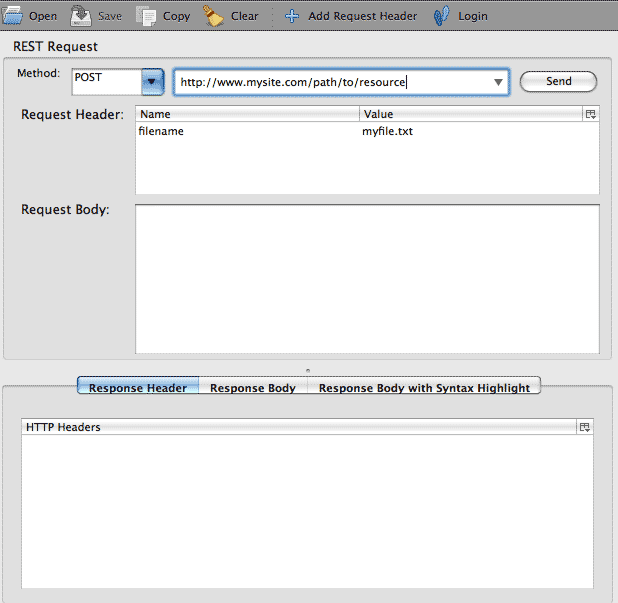 Open Save Copy Clear Add Request Header Login
REST Request
Method: POST http://www.mysite.com/path/to/resource Send
Request Header: Name Value
filename myfile.txt
Request Body:
Response Header Response Body Response Body with Syntax Highlight
HTTP Headers